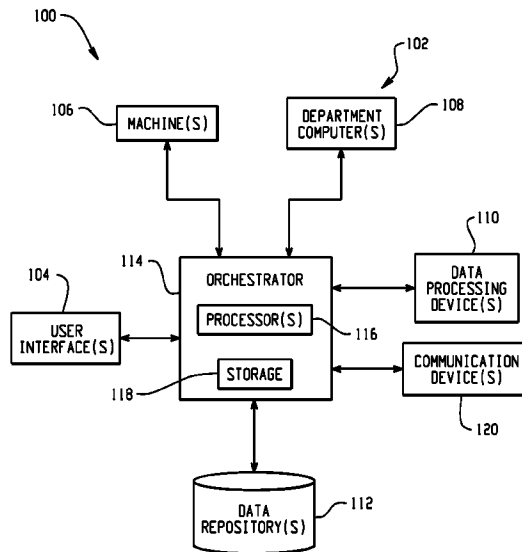 100
102
106
MACHINE(S)
DEPARTMENT
COMPUTER(S)
108
110
114
ORCHESTRATOR
DATA
PROCESSING
DEVICE(S)
104
PROCESSOR(S)
116
USER
INTERFACE(S)
COMMUNICATION
DEVICE(S)
118
STORAGE
120
DATA
REPOSITORY(S)
112